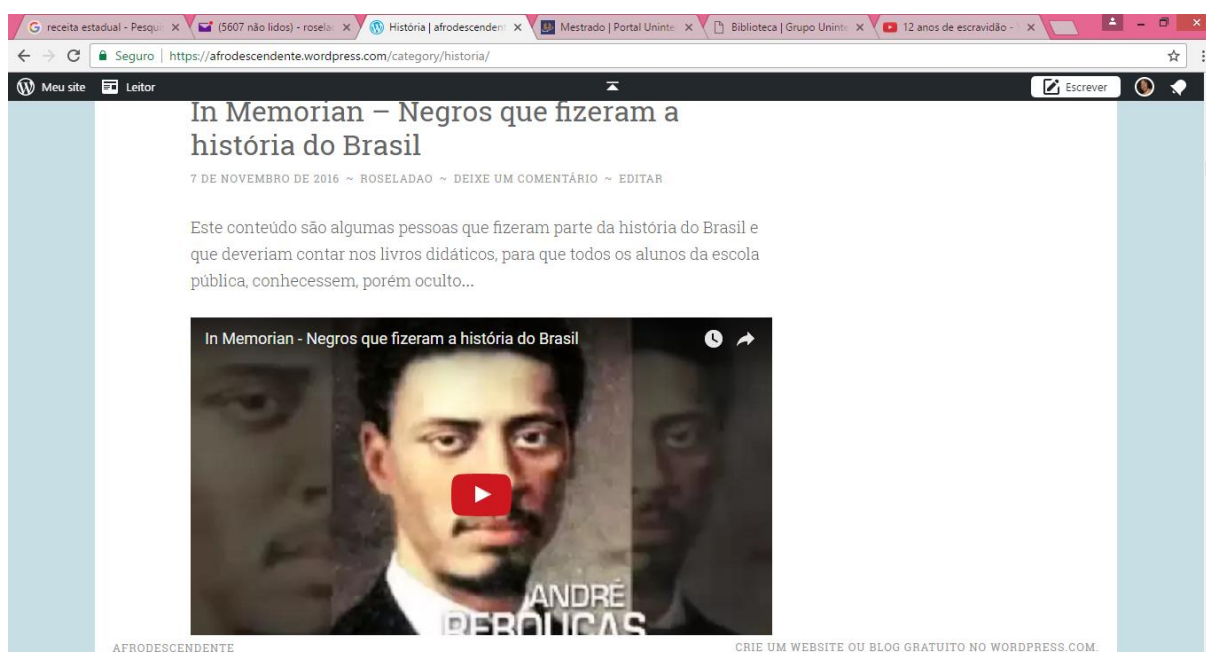 receita estadual - Pesqui
(5607 não lidos) - rosela
História | afrodescenden
Mestrado | Portal Uninte
Biblioteca | Grupo Uninte
12 anos de escravidão -
Seguro
https://afrodescendente.wordpress.com/category/historia/
Meu site
Leitor
Escrever
In Memorian – Negros que fizeram a
história do Brasil
7 DE NOVEMBRO DE 2016 ~ ROSELADAO ~ DEIXE UM COMENTÁRIO ~ EDITAR
Este conteúdo são algumas pessoas que fizeram parte da história do Brasil e
que deveriam contar nos livros didáticos, para que todos os alunos da escola
pública, conhecessem, porém oculto...
In Memorian - Negros que fizeram a história do Brasil
ANDRÉ
REBOUÇAS
AFRODESCENDENTE
CRIE UM WEBSITE OU BLOG GRATUITO NO WORDPRESS.COM.